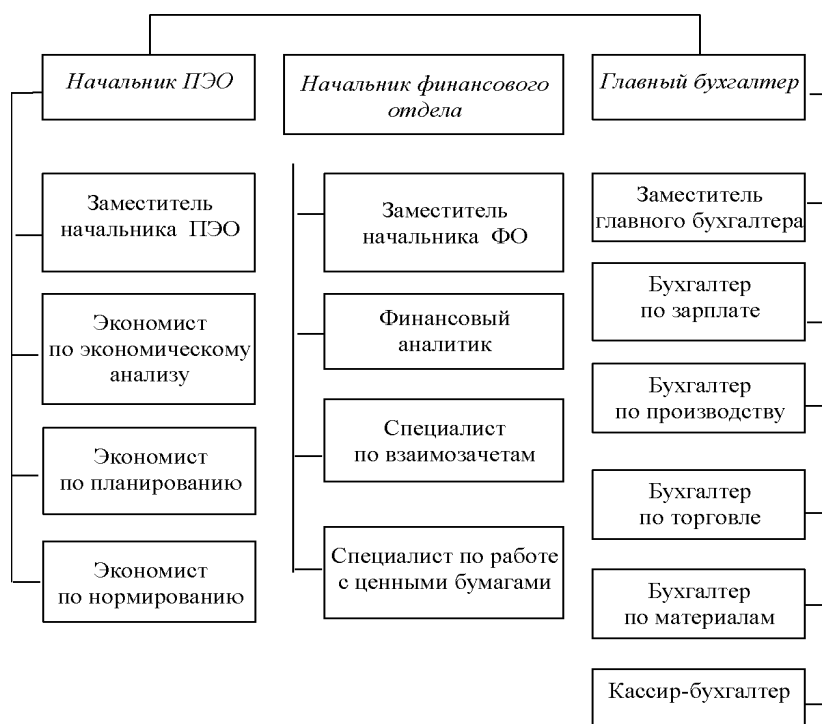 Начальник ПЭО
Начальник финансового
отдела
Главный бухгалтер
Заместитель
начальника ПЭО
Экономист
по экономическому
анализу
Экономист
по планированию
Экономист
по нормированию
Заместитель
начальника ФО
Финансовый
аналитик
Специалист
по взаимозачетам
Специалист по работе
с ценными бумагами
Заместитель
главного бухгалтера
Бухгалтер
по зарплате
Бухгалтер
по производству
Бухгалтер
по торговле
Бухгалтер
по материалам
Кассир-бухгалтер